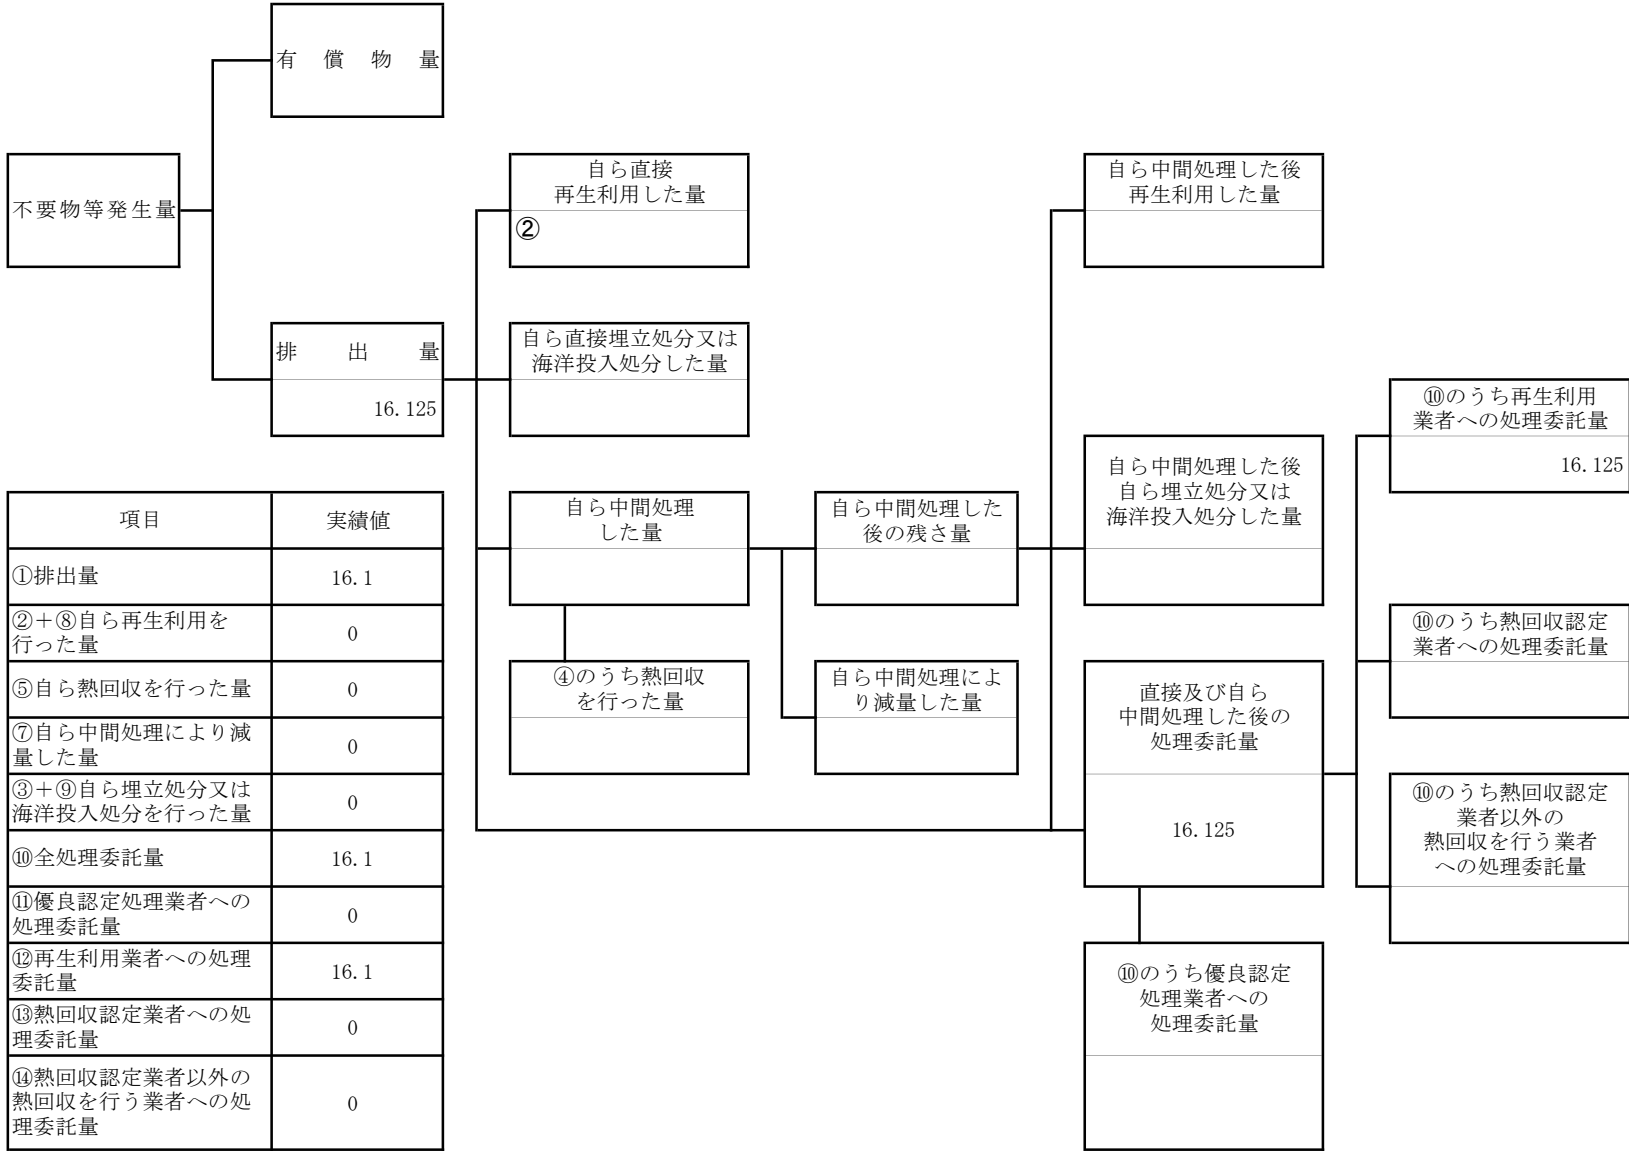 有償物量
自ら直接
再生利用した量
②
自ら中間処理した後
再生利用した量
不要物等発生量
排出量
16.125
自ら直接埋立処分又は
海洋投入処分した量
⑩のうち再生利用
業者への処理委託量
16.125
自ら中間処理
した量
自ら中間処理した
後の残さ量
自ら中間処理した後
自ら埋立処分又は
海洋投入処分した量
④のうち熱回収
を行った量
自ら中間処理によ
り減量した量
直接及び自ら
中間処理した後の
処理委託量
16.125
⑩のうち熱回収認定
業者への処理委託量
⑩のうち熱回収認定
業者以外の
熱回収を行う業者
への処理委託量
⑩のうち優良認定
処理業者への
処理委託量
項目 実績値
①排出量 16.1
②＋⑧自ら再生利用を
行った量 0
⑤自ら熱回収を行った量 0
⑦自ら中間処理により減
量した量 0
③＋⑨自ら埋立処分又は
海洋投入処分を行った量 0
⑩全処理委託量 16.1
⑪優良認定処理業者への
処理委託量 0
⑫再生利用業者への処理
委託量 16.1
⑬熱回収認定業者への処
理委託量 0
⑭熱回収認定業者以外の
熱回収を行う業者への処
理委託量 0